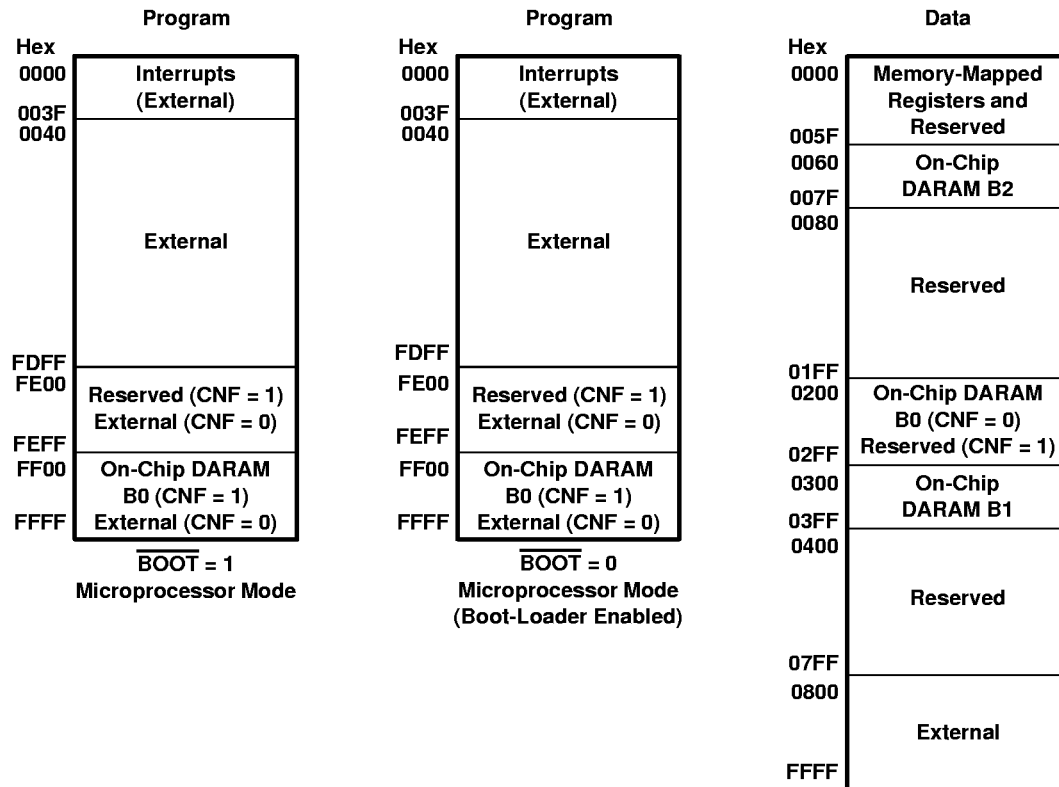 Program
Hex
0000
Interrupts
(External)
003F
0040
External
FDFF
FE00
Reserved (CNF = 1)
External (CNF = 0)
FEFF
FF00
On-Chip DARAM
B0 (CNF = 1)
External (CNF = 0)
FFFF
BOOT = 1
Microprocessor Mode
Program
Hex
0000
Interrupts
(External)
003F
0040
External
FDFF
FE00
Reserved (CNF = 1)
External (CNF = 0)
FEFF
FF00
On-Chip DARAM
B0 (CNF = 1)
External (CNF = 0)
FFFF
BOOT = 0
Microprocessor Mode
(Boot-Loader Enabled)
Data
Hex
0000
Memory-Mapped
Registers and
Reserved
005F
0060
On-Chip
DARAM B2
007F
0080
Reserved
01FF
0200
On-Chip DARAM
B0 (CNF = 0)
Reserved (CNF = 1)
02FF
0300
On-Chip
DARAM B1
03FF
0400
Reserved
07FF
0800
External
FFFF